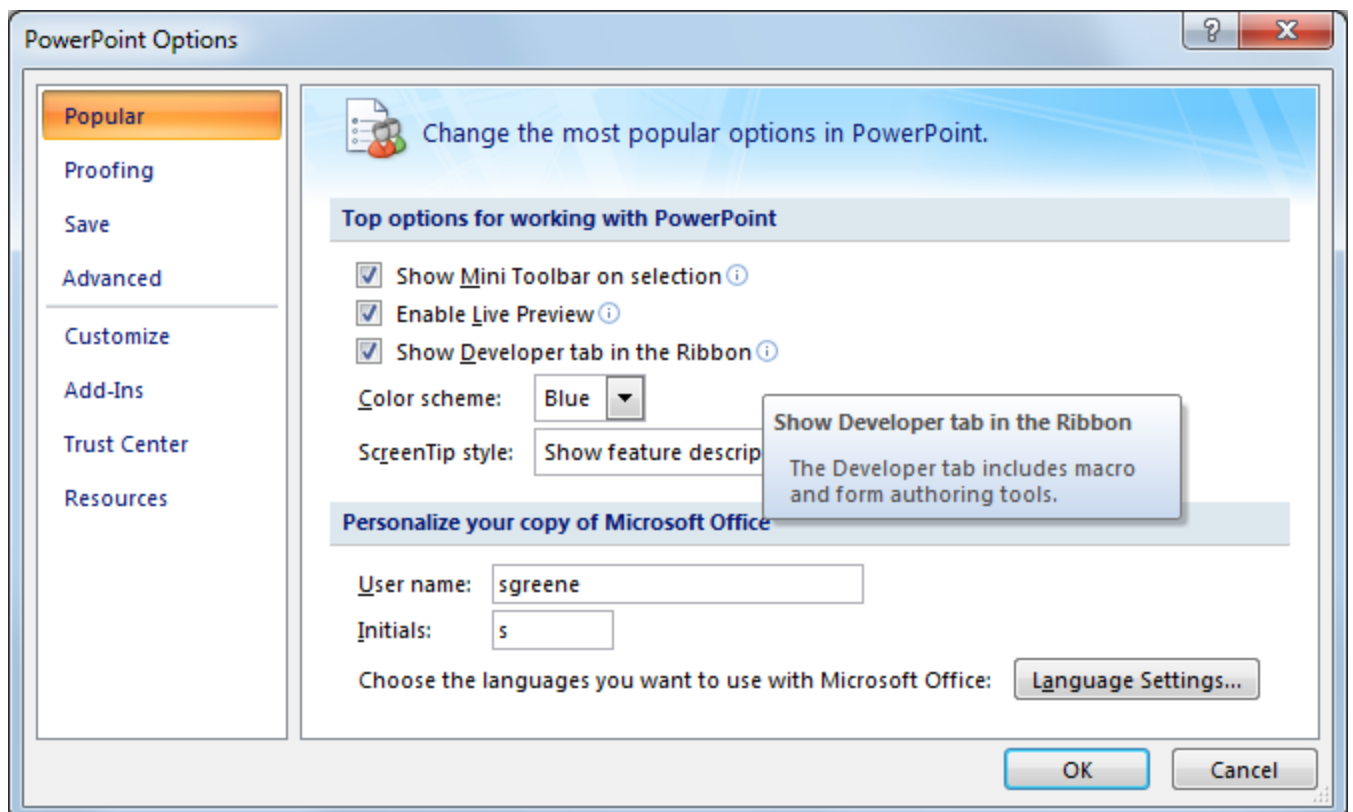 PowerPoint Options
Popular
Proofing
Save
Advanced
Customize
Add-Ins
Trust Center
Resources
Change the most popular options in PowerPoint.
Top options for working with PowerPoint
Show Mini Toolbar on selection
Enable Live Preview
Show Developer tab in the Ribbon
Color scheme: Blue
ScreenTip style: Show feature descrip
Show Developer tab in the Ribbon
The Developer tab includes macro
and form authoring tools.
Personalize your copy of Microsoft Office
User name: sgreene
Initials: s
Choose the languages you want to use with Microsoft Office: Language Settings...
OK Cancel